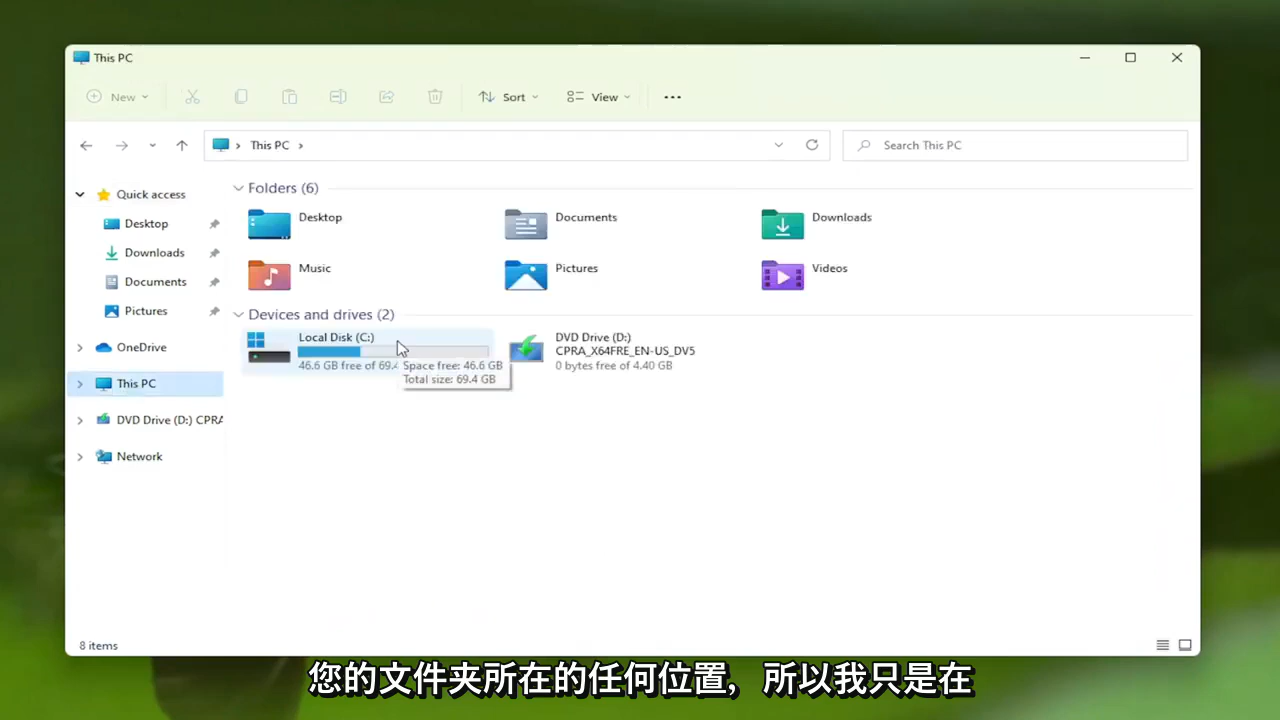 This PC
New
Sort
View
This PC
Search This PC
Quick access
Desktop
Downloads
Documents
Pictures
OneDrive
This PC
DVD Drive (D:) CPRA
Network
Folders (6)
Desktop
Documents
Downloads
Music
Pictures
Videos
Devices and drives (2)
Local Disk (C:)
46.6 GB free of 69.4
Space free: 46.6 GB
Total size: 69.4 GB
DVD Drive (D:)
CPRA_X64FRE_EN-US_DV5
0 bytes free of 4.40 GB
8 items
您的文件夹所在的任何位置，所以我只是在